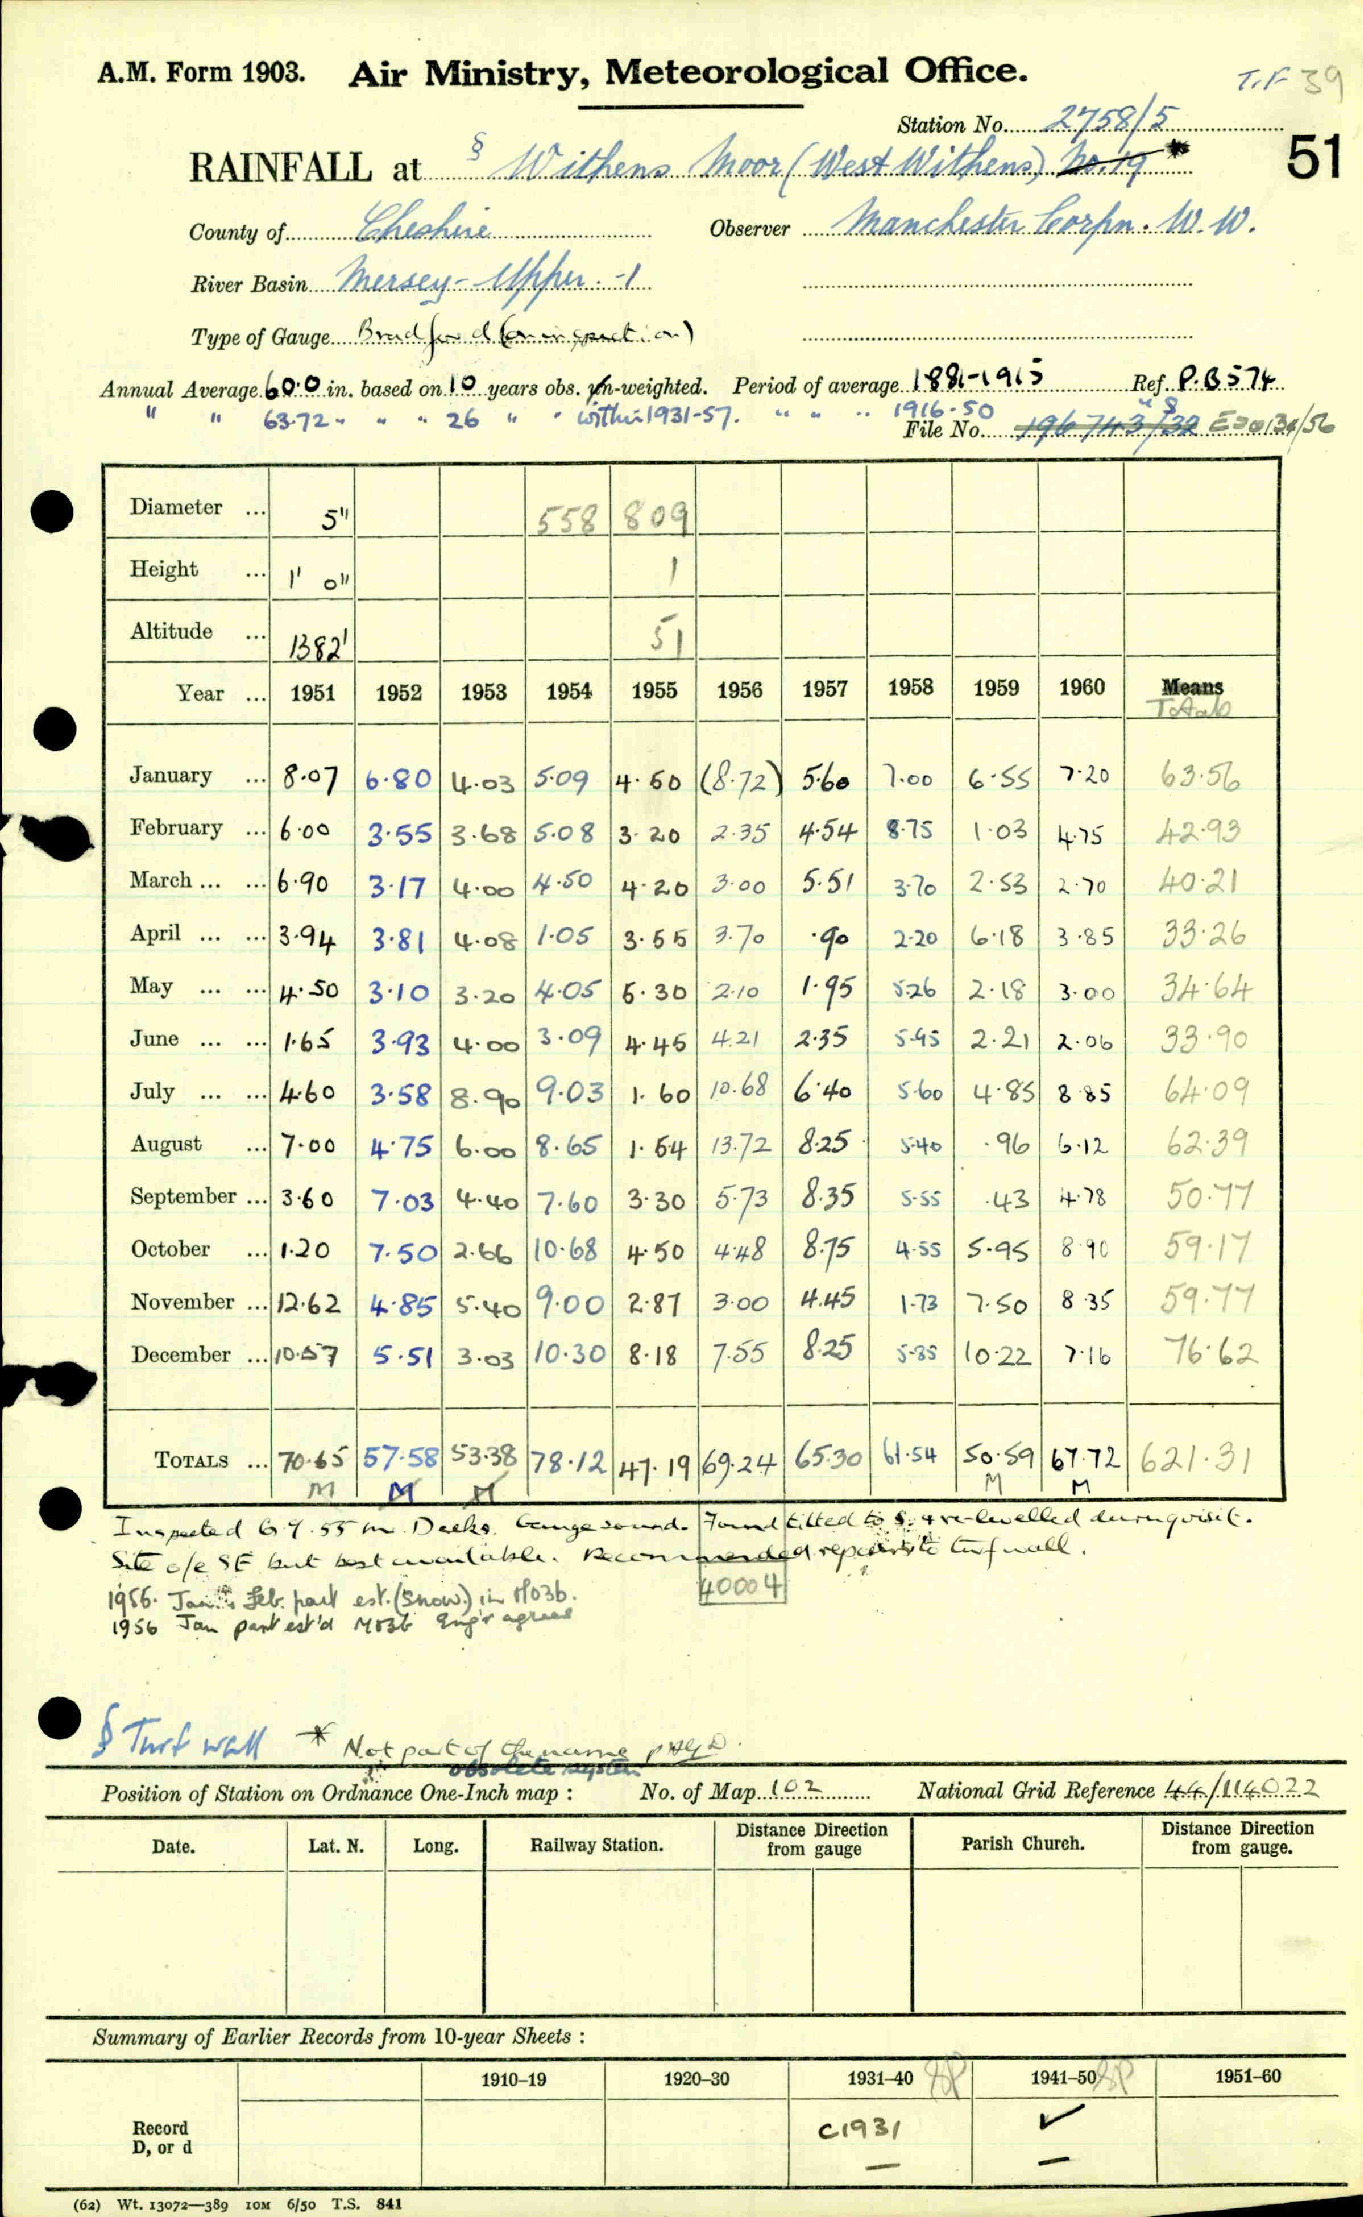 A.M. Form 1903. Air Ministry, Meteorological Office. T.F 39
Station No. 2758/5
RAINFALL at § Withens Moor (West Withens) No. 19 * 51
County of Cheshire Observer Manchester Corpn. W.W.
River Basin Mersey-Upper -1
Type of Gauge Bradford (on inspection)
Annual Average 60.0 in. based on 10 years obs. un-weighted. Period of average 1881-1915 Ref. P.B 574
" " 63.72 " " " 26 " " within 1931-57. " " " 1916-50 " S
File No. 196743/32
Diameter ... 5" 558 809
Height ... 1' 0" 1
Altitude ... 1382' 51
Year ... 1951 1952 1953 1954 1955 1956 1957 1958 1959 1960 Means
Totals
January ... 8.07 6.80 4.03 5.09 4.50 (8.72) 5.60 7.00 6.55 7.20 63.56
February ... 6.00 3.55 3.68 5.08 3.20 2.35 4.54 8.75 1.03 4.75 42.93
March ... ... 6.90 3.17 4.00 4.50 4.20 3.00 5.51 3.70 2.53 2.70 40.21
April ... ... 3.94 3.81 4.08 1.05 3.55 3.70 .90 2.20 6.18 3.85 33.26
May ... ... 4.50 3.10 3.20 4.05 5.30 2.10 1.95 5.26 2.18 3.00 34.64
June ... ... 1.65 3.93 4.00 3.09 4.45 4.21 2.35 5.95 2.21 2.06 33.90
July ... ... 4.60 3.58 8.90 9.03 1.60 10.68 6.40 5.60 4.85 8.85 64.09
August ... 7.00 4.75 6.00 8.65 1.54 13.72 8.25 5.40 .96 6.12 62.39
September ... 3.60 7.03 4.40 7.60 3.30 5.73 8.35 5.55 .43 4.78 50.77
October ... 1.20 7.50 2.66 10.68 4.50 4.48 8.75 4.55 5.95 8.90 59.17
November ... 12.62 4.85 5.40 9.00 2.87 3.00 4.45 1.73 7.50 8.35 59.77
December ... 10.57 5.51 3.03 10.30 8.18 7.55 8.25 5.85 10.22 7.16 76.62
TOTALS ... 70.65 57.58 53.38 78.12 47.19 69.24 65.30 61.54 50.59 67.72 621.31
M M M M M
Inspected 6.9.55 Mr. Deeks. Gauge sound. Found tilted to S. & re-levelled during visit.
Site o/e SE but best available. Recommended repairs to turf wall.
40004
1956. Jan & Feb. part est. (Snow) in M03b.
1956 Jan part est'd M03b Eng'r agrees
§ Turf wall * Not part of the name
obsolete system
Position of Station on Ordnance One-Inch map : No. of Map 102 National Grid Reference 44/114022
Date. Lat. N. Long. Railway Station. Distance Direction from gauge Parish Church. Distance Direction from gauge.
Summary of Earlier Records from 10-year Sheets :
1910–19 1920–30 1931–40 SP 1941–50 SP 1951–60
Record C1931 ✓
D, or d — —
(62) Wt. 13072—389 10M 6/50 T.S. 841